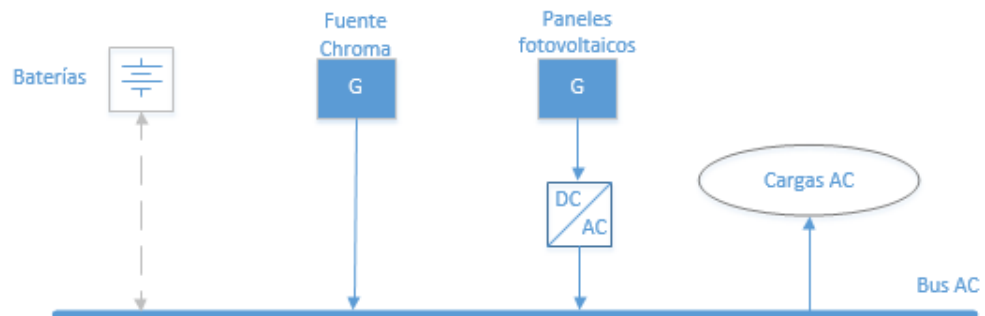 Baterías
Fuente
Chroma
G
Paneles
fotovoltaicos
G
DC
AC
Cargas AC
Bus AC